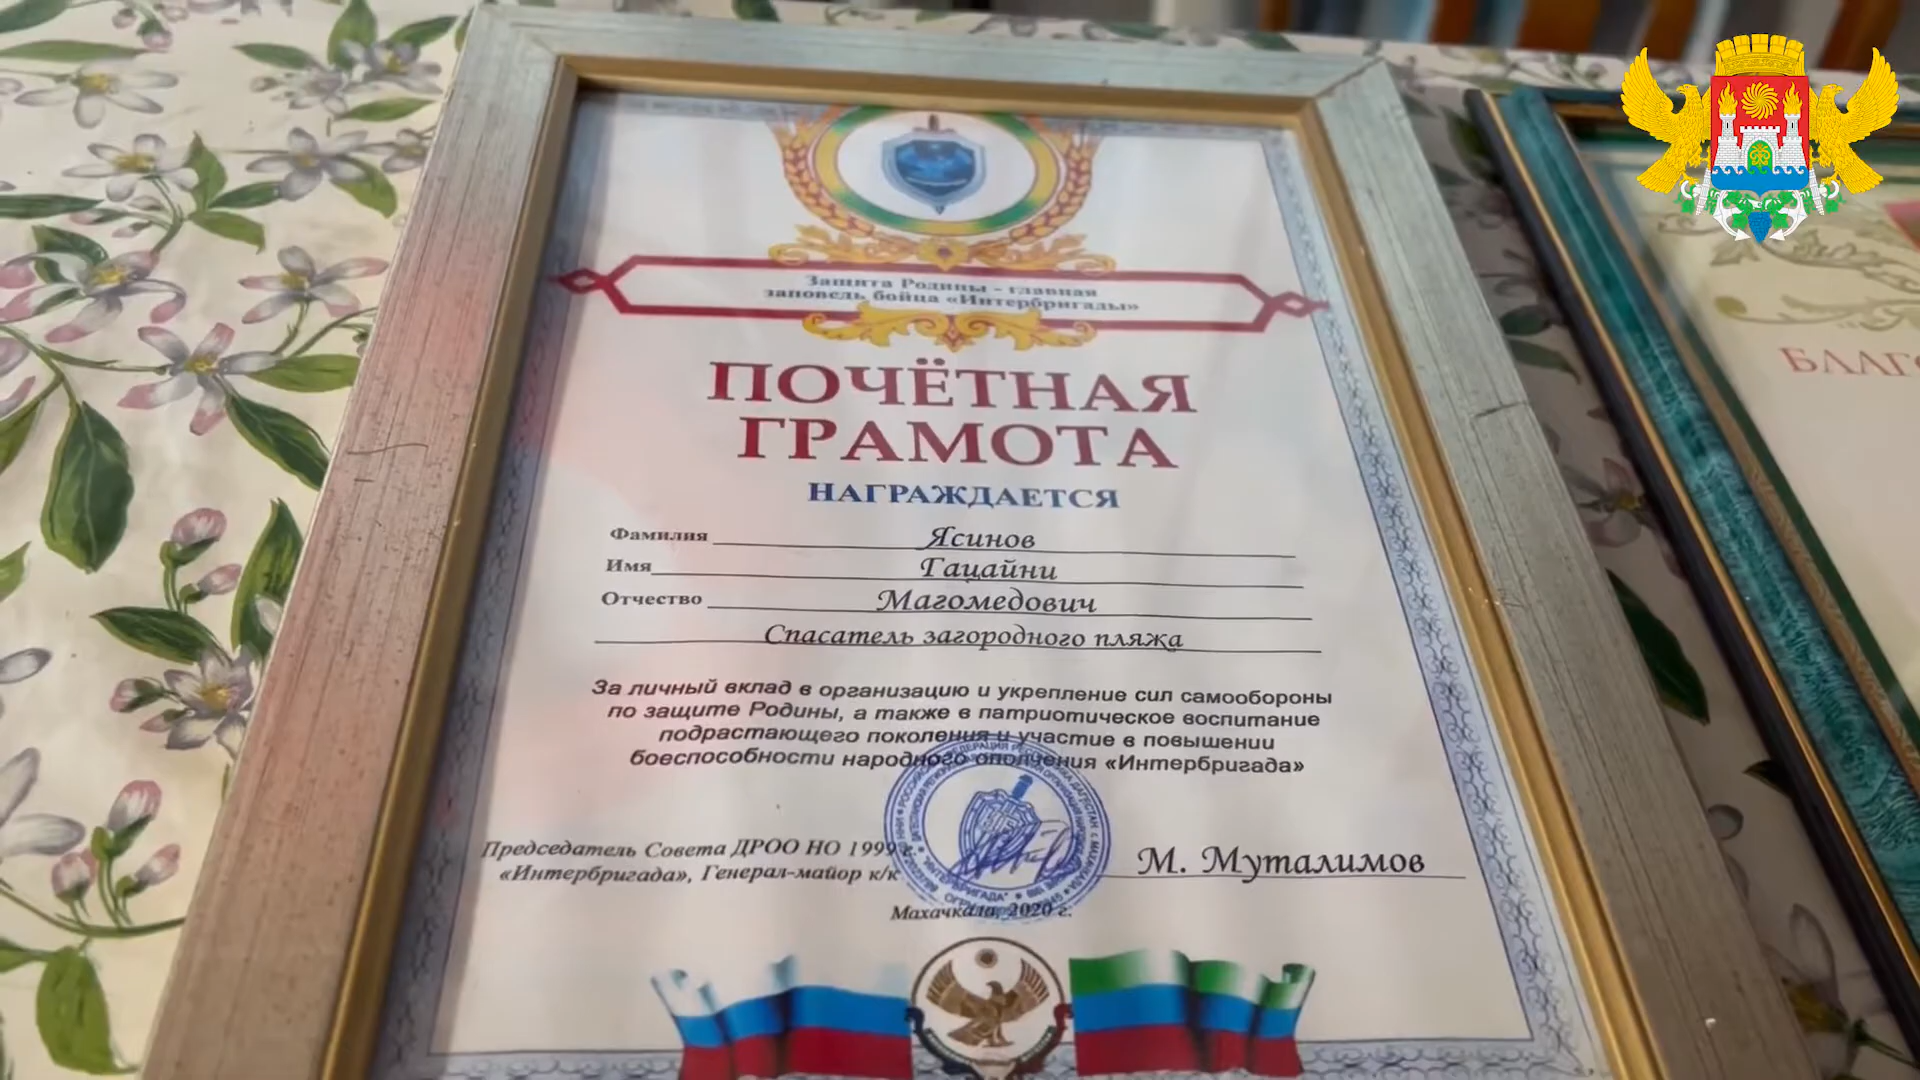 Защита Родины - главная
заповедь бойца «Интербригады»
ПОЧЁТНАЯ
ГРАМОТА
НАГРАЖДАЕТСЯ
Фамилия Ясинов
Имя Гацайни
Отчество Магомедович
Спасатель загородного пляжа
За личный вклад в организацию и укрепление сил самообороны
по защите Родины, а также в патриотическое воспитание
подрастающего поколения и участие в повышении
боеспособности народного ополчения «Интербригада»
Председатель Совета ДРОО НО 1999 г.
«Интербригада», Генерал-майор к/к М. Муталимов
"ИНТЕРБРИГАДА"
Махачкала, 2020 г.
БЛАГО